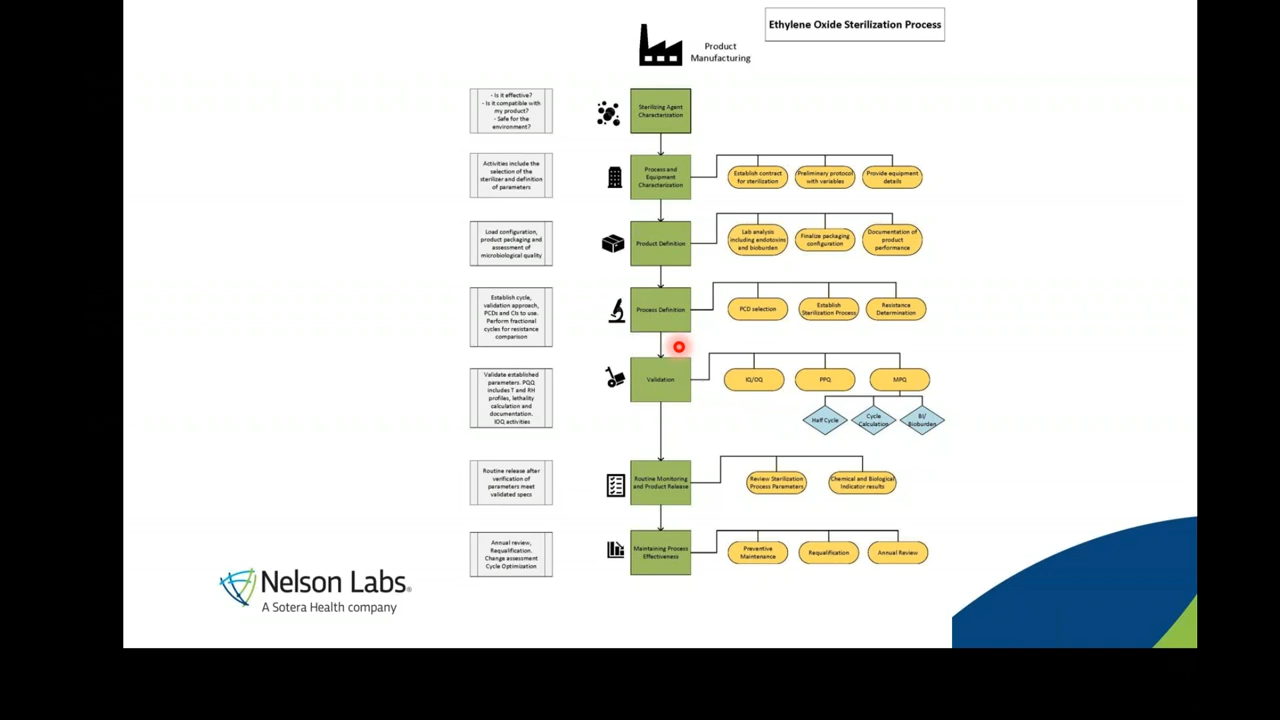 Ethylene Oxide Sterilization Process
Product
Manufacturing
- Is it effective?
- Is it compatible with
my product?
- Safe for the
environment?
Sterilizing Agent
Characterization
Activities include the
selection of the
sterilizer and definition
of parameters
Process and
Equipment
Characterization
Establish contract
for sterilization
Preliminary protocol
with variables
Provide equipment
details
Load configuration,
product packaging and
assessment of
microbiological quality
Product Definition
Lab analysis
including endotoxins
and bioburden
Finalize packaging
configuration
Documentation of
product
performance
Establish cycle,
validation approach,
PCDs and CIs to use.
Perform fractional
cycles for resistance
comparison
Process Definition
PCD selection
Establish
Sterilization Process
Resistance
Determination
Validate established
parameters. PQQ
includes T and RH
profiles, lethality
calculation and
documentation.
IOQ activities
Validation
IQ/OQ
PPQ
MPQ
Half Cycle
Cycle
Calculation
BI/
Bioburden
Routine release after
verification of
parameters meet
validated specs
Routine Monitoring
and Product Release
Review Sterilization
Process Parameters
Chemical and Biological
Indicator results
Annual review,
Requalification.
Change assessment
Cycle Optimization
Maintaining Process
Effectiveness
Preventive
Maintenance
Requalification
Annual Review
Nelson Labs®
A Sotera Health company